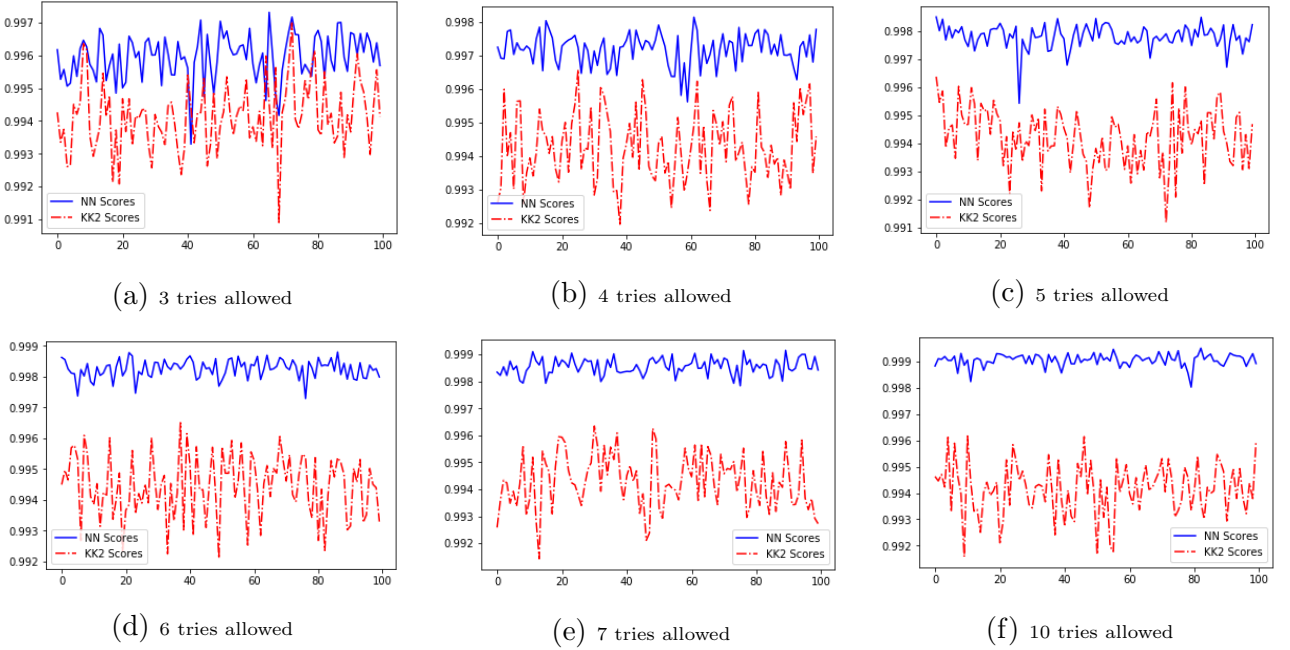 0.997
0.996
0.995
0.994
0.993
0.992
0.991
NN Scores
KK2 Scores
0 20 40 60 80 100
(a) 3 tries allowed
0.998
0.997
0.996
0.995
0.994
0.993
0.992
NN Scores
KK2 Scores
0 20 40 60 80 100
(b) 4 tries allowed
0.998
0.997
0.996
0.995
0.994
0.993
0.992
0.991
NN Scores
KK2 Scores
0 20 40 60 80 100
(c) 5 tries allowed
0.999
0.998
0.997
0.996
0.995
0.994
0.993
0.992
NN Scores
KK2 Scores
0 20 40 60 80 100
(d) 6 tries allowed
0.999
0.998
0.997
0.996
0.995
0.994
0.993
0.992
NN Scores
KK2 Scores
0 20 40 60 80 100
(e) 7 tries allowed
0.999
0.998
0.997
0.996
0.995
0.994
0.993
0.992
NN Scores
KK2 Scores
0 20 40 60 80 100
(f) 10 tries allowed